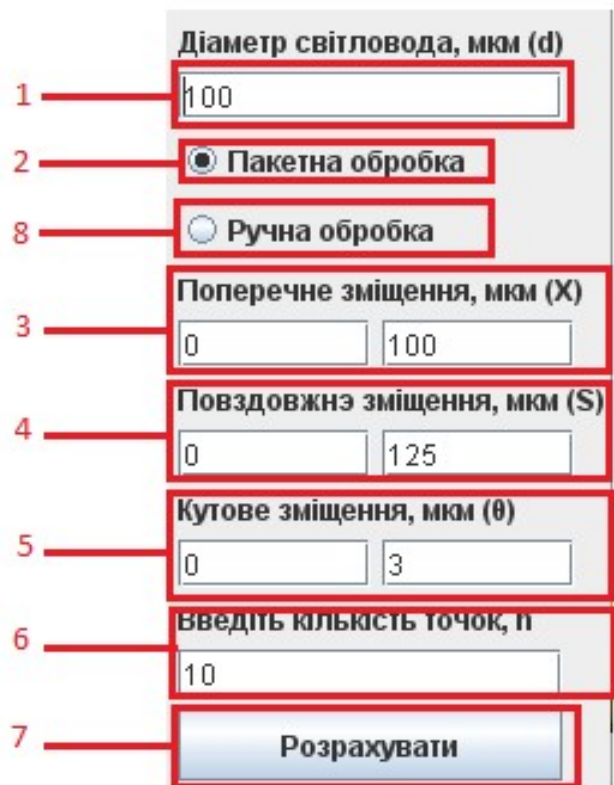 Діаметр світловода, мкм (d)
1 100
2 Пакетна обробка
8 Ручна обробка
Поперечне зміщення, мкм (X)
3 0 100
Повздовжнэ зміщення, мкм (S)
4 0 125
Кутове зміщення, мкм (θ)
5 0 3
Введіть кількість точок, n
6 10
7 Розрахувати